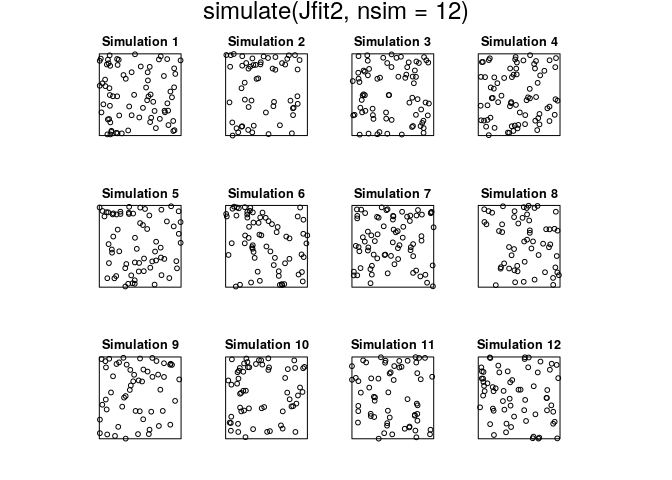 simulate(Jfit2, nsim = 12)
Simulation 1
Simulation 2
Simulation 3
Simulation 4
Simulation 5
Simulation 6
Simulation 7
Simulation 8
Simulation 9
Simulation 10
Simulation 11
Simulation 12